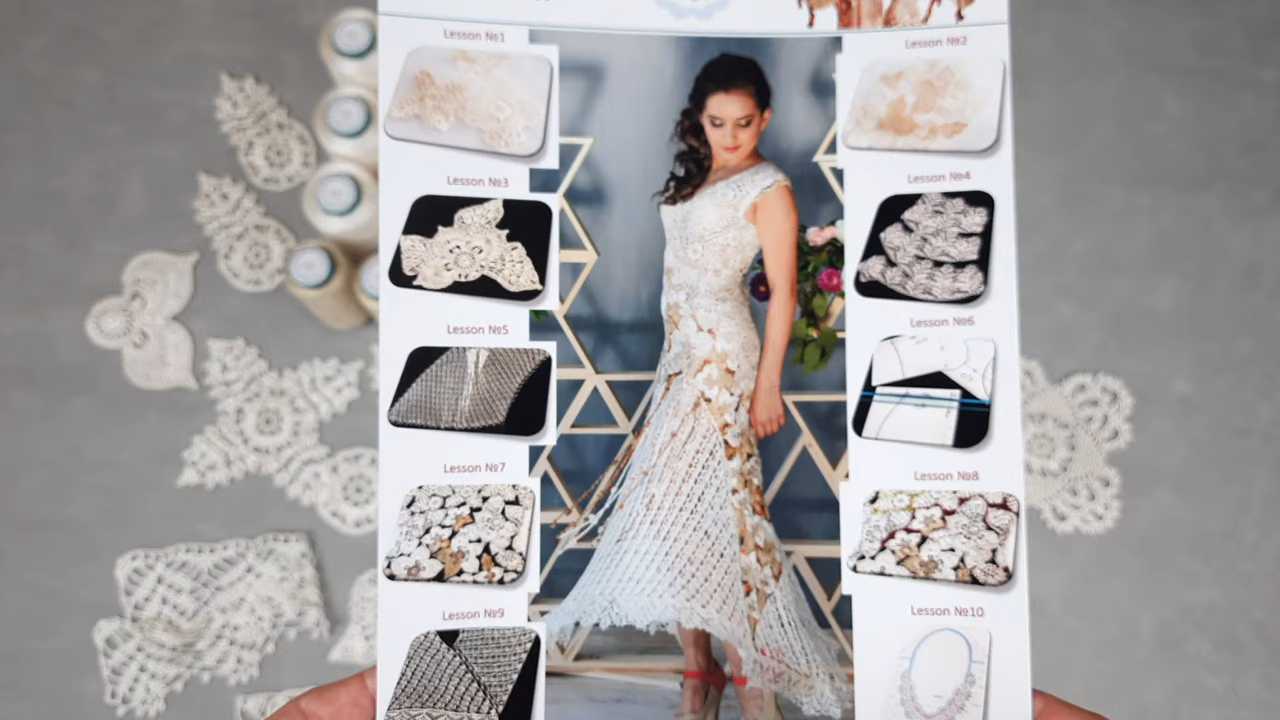 Lesson №1
Lesson №2
Lesson №3
Lesson №4
Lesson №5
Lesson №6
Lesson №7
Lesson №8
Lesson №9
Lesson №10